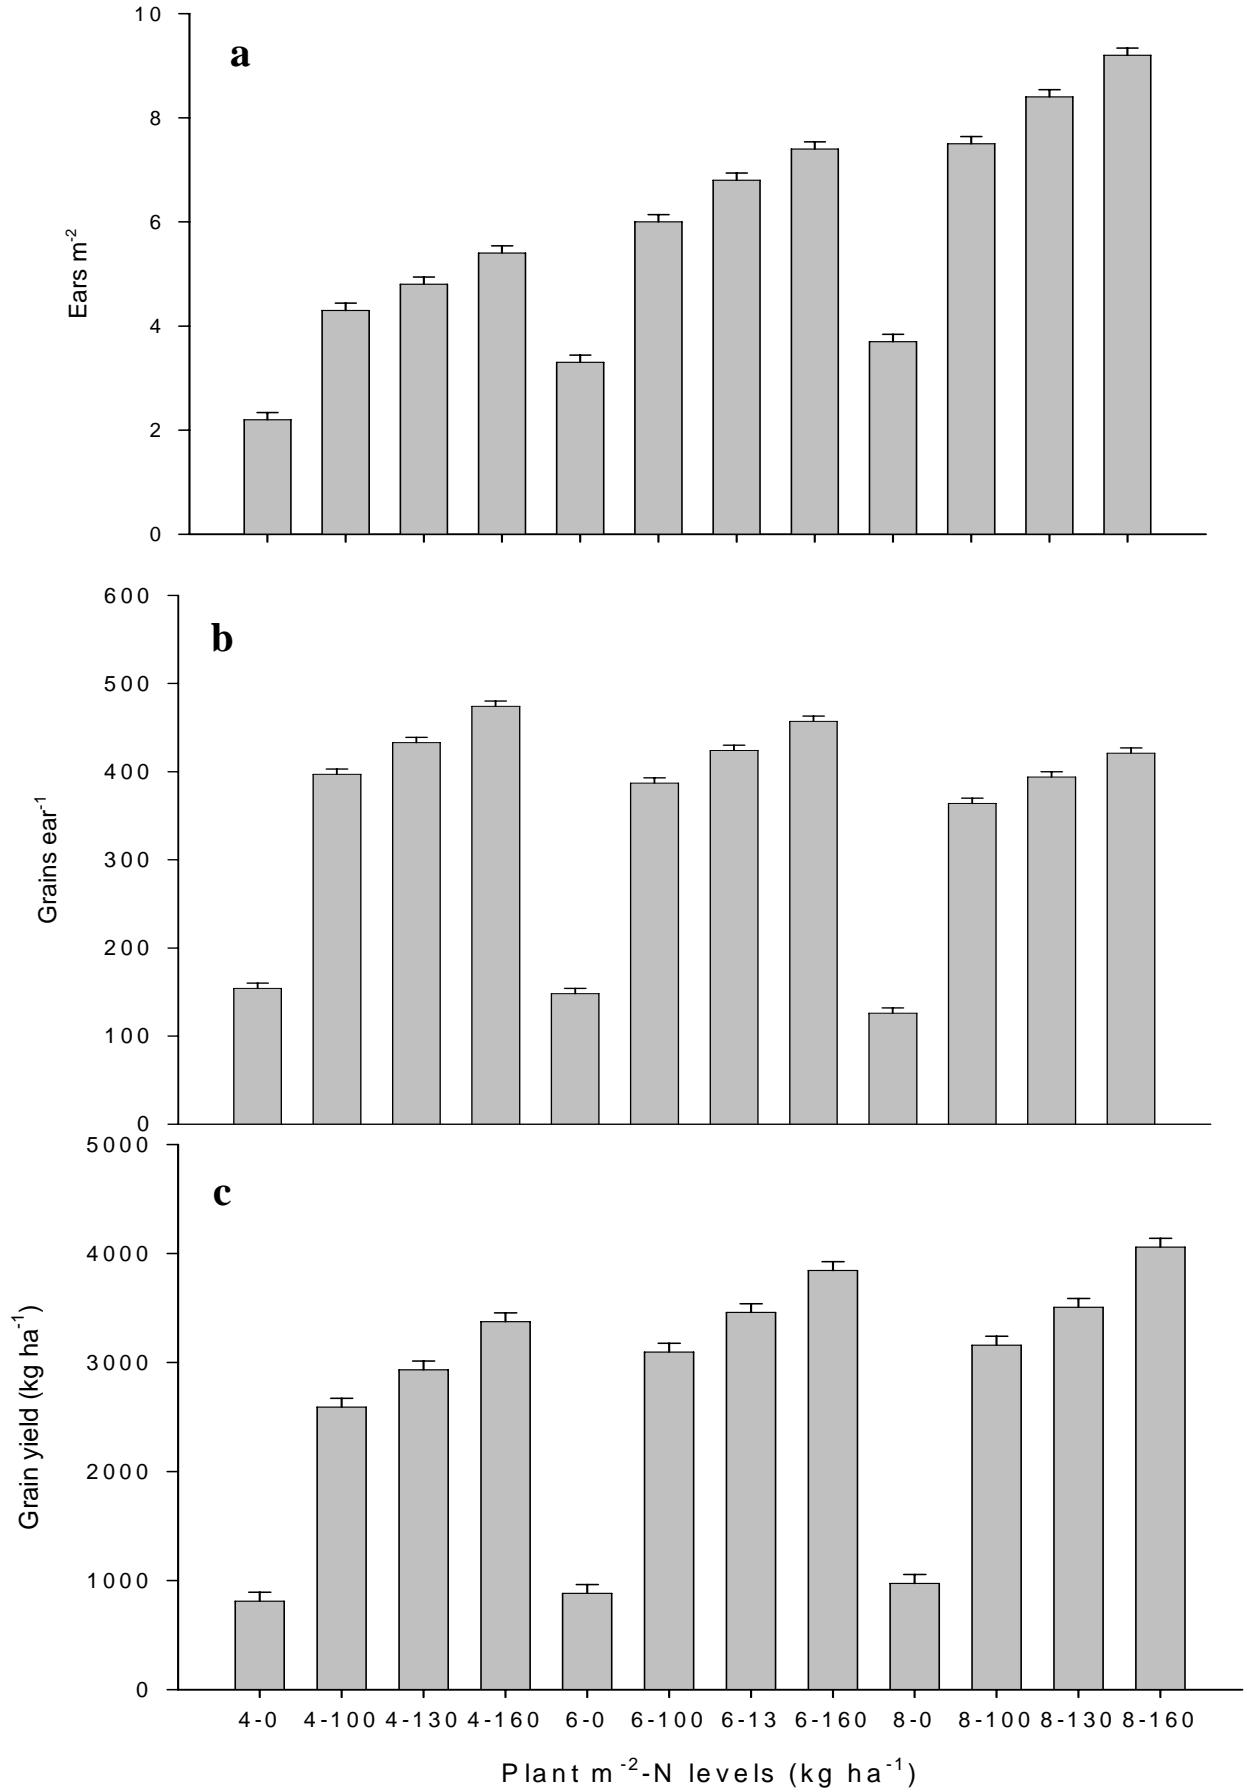 a
10
8
6
4
2
0
Ears m-2
b
600
500
400
300
200
100
0
Grains ear-1
c
5000
4000
3000
2000
1000
0
Grain yield (kg ha-1)
4-0 4-100 4-130 4-160 6-0 6-100 6-13 6-160 8-0 8-100 8-130 8-160
Plant m-2-N levels (kg ha-1)